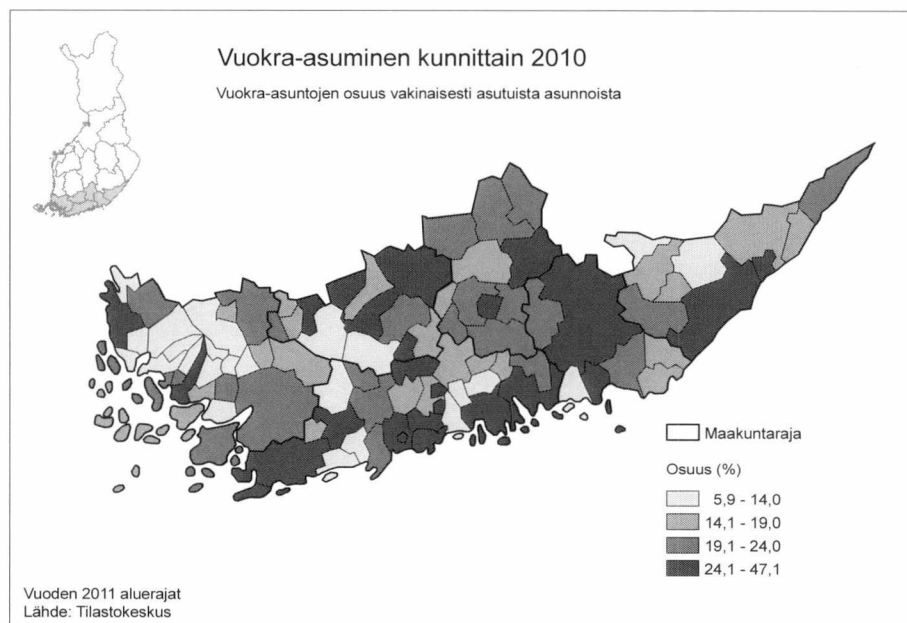 Vuokra-asuminen kunnittain 2010
Vuokra-asuntojen osuus vakinaisesti asutuista asunnoista
Maakuntaraja
Osuus (%)
5,9 - 14,0
14,1 - 19,0
19,1 - 24,0
24,1 - 47,1
Vuoden 2011 aluerajat
Lähde: Tilastokeskus